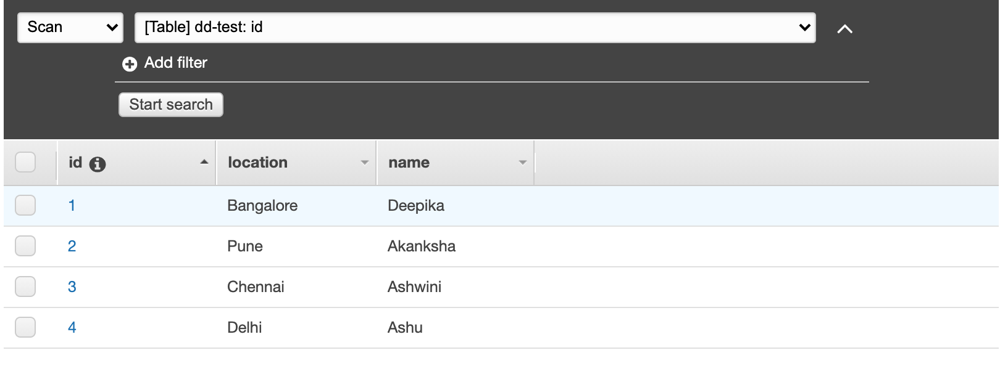 Scan [Table] dd-test: id
Add filter
Start search
id location name
1 Bangalore Deepika
2 Pune Akanksha
3 Chennai Ashwini
4 Delhi Ashu